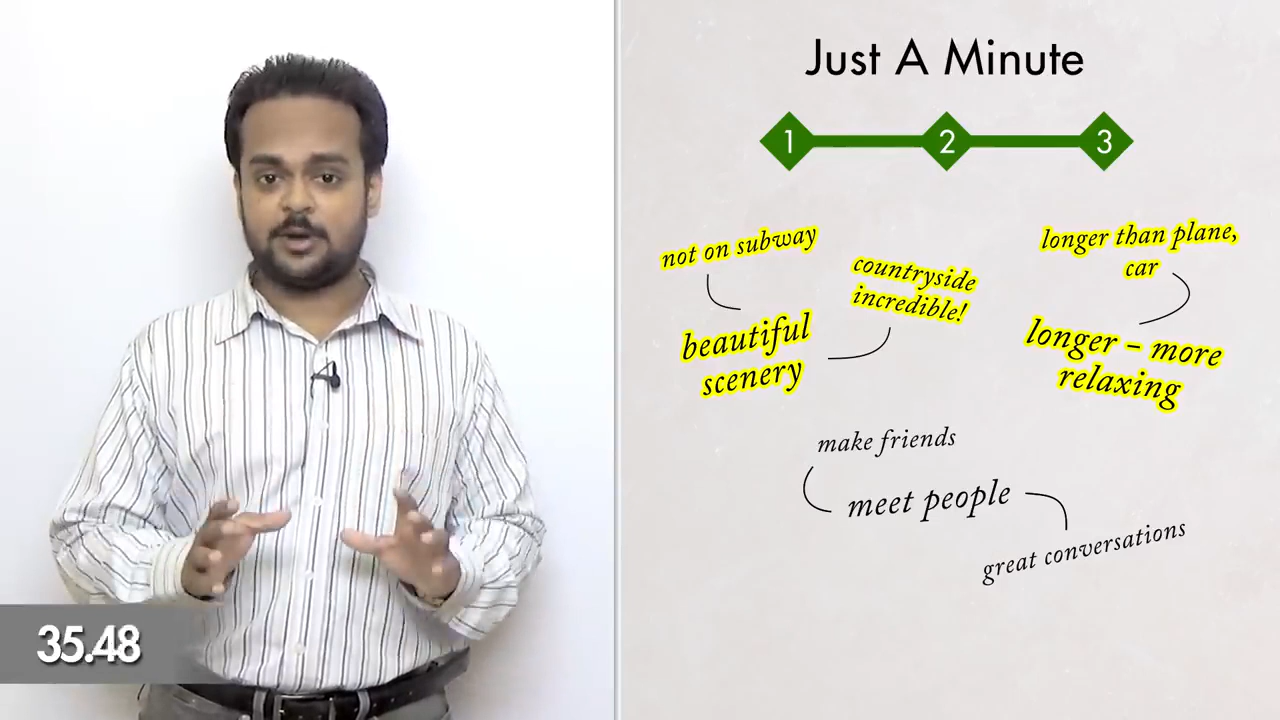 Just A Minute
1 2 3
not on subway
countryside
incredible!
beautiful
scenery
longer than plane,
car
longer – more
relaxing
make friends
meet people
great conversations
35.48